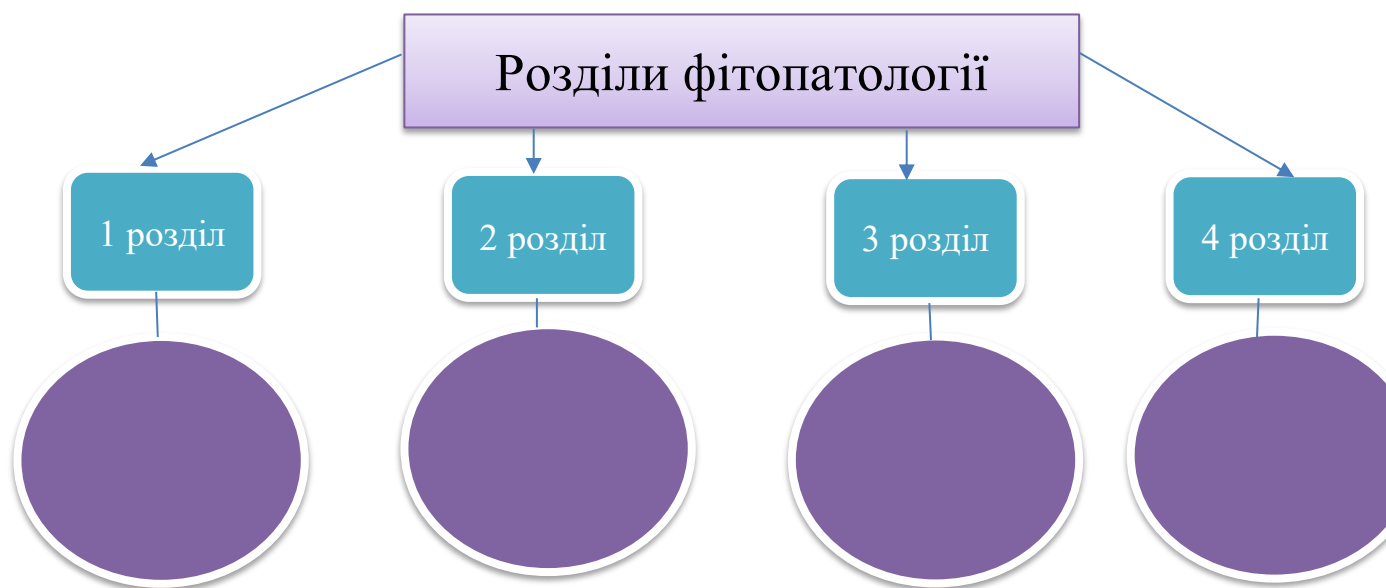 Розділи фітопатології
1 розділ
2 розділ
3 розділ
4 розділ